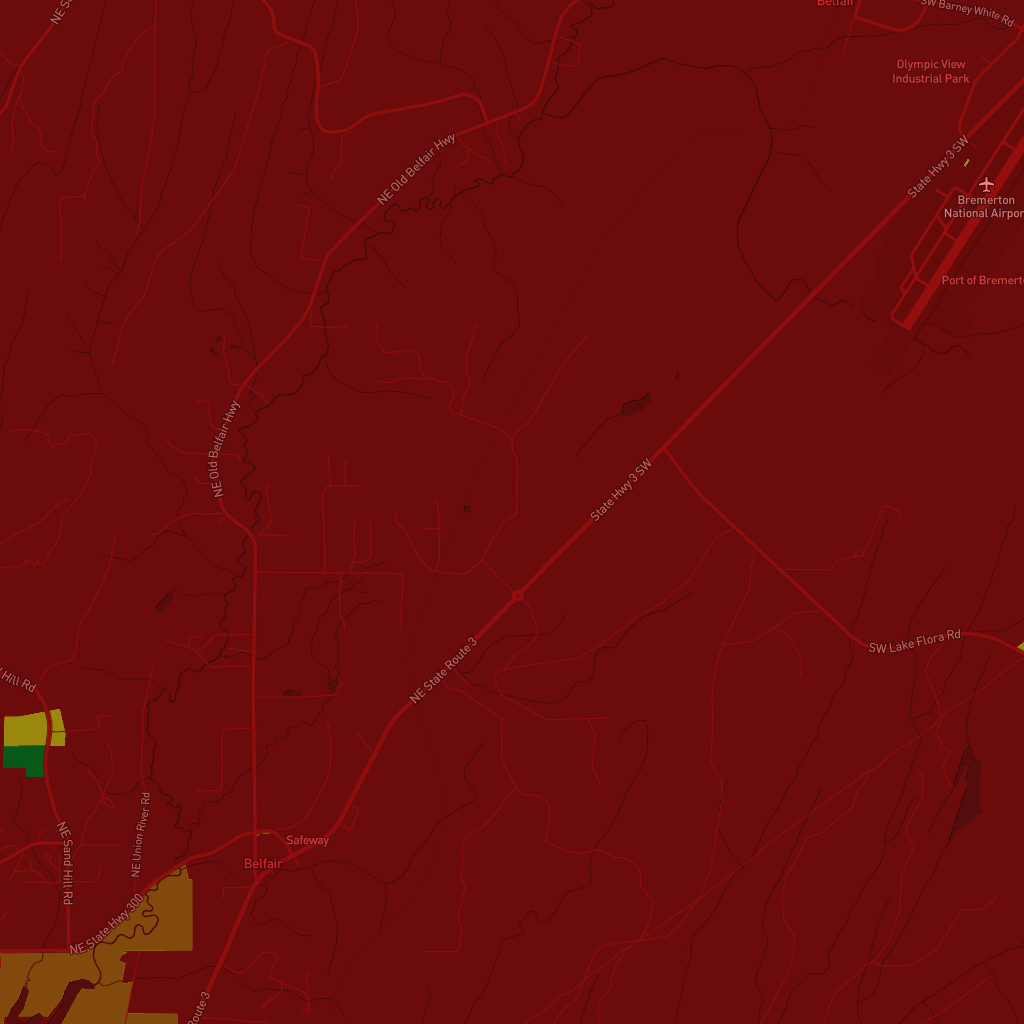 Belfair
SW Barney White Rd
Olympic View
Industrial Park
NE Old Belfair Hwy
State Hwy 3 SW
Bremerton
National Airpor
Port of Bremerto
NE Old Belfair Hwy
State Hwy 3 SW
NE State Route 3
SW Lake Flora Rd
Hill Rd
NE Union River Rd
NE Sand Hill Rd
Safeway
Belfair
NE State Hwy 300
Route 3